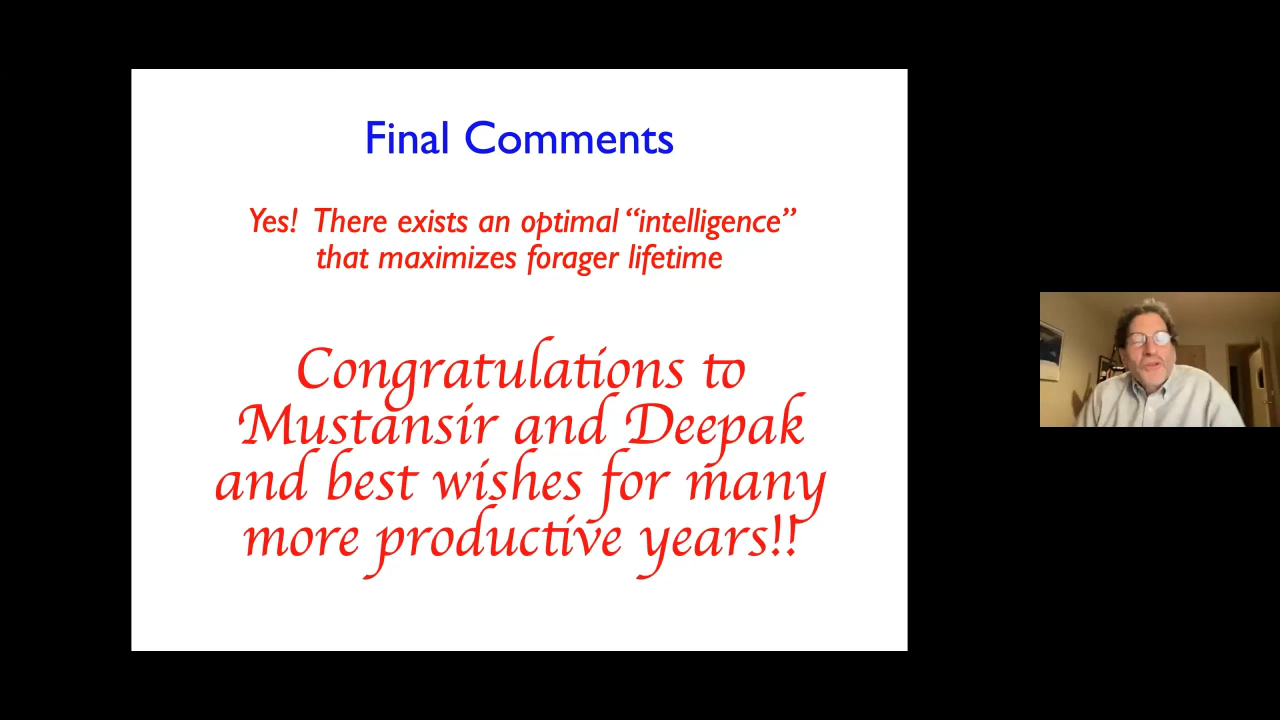 Final Comments
Yes! There exists an optimal “intelligence”
that maximizes forager lifetime
Congratulations to
Mustansir and Deepak
and best wishes for many
more productive years!!